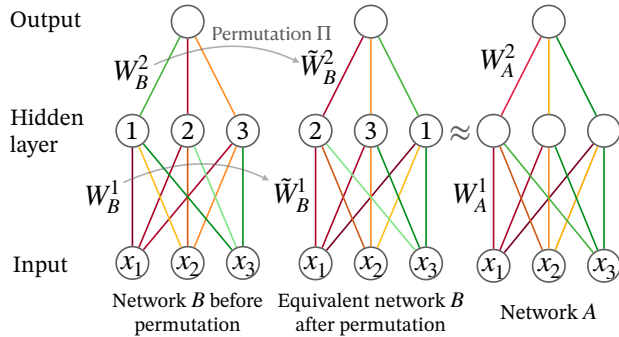 Output
Permutation Π
W_B^2
W̃_B^2
W_A^2
Hidden
layer
1 2 3
2 3 1
≈
W_B^1
W̃_B^1
W_A^1
Input
x_1 x_2 x_3
x_1 x_2 x_3
x_1 x_2 x_3
Network B before
permutation
Equivalent network B
after permutation
Network A